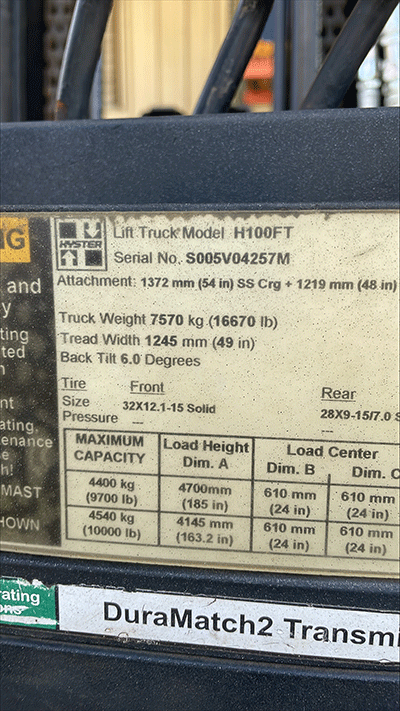 NG
and
y
ting
ted
n
nt
ating.
tenance
se
h!
MAST
HOWN
HYSTER
Lift Truck Model H100FT
Serial No. S005V04257M
Attachment: 1372 mm (54 in) SS Crg + 1219 mm (48 in)
Truck Weight 7570 kg (16670 lb)
Tread Width 1245 mm (49 in)
Back Tilt 6.0 Degrees
Tire Front Rear
Size 32X12.1-15 Solid 28X9-15/7.0 S
Pressure --- ---
MAXIMUM CAPACITY Load Height Dim. A Load Center
Dim. B Dim. C
4400 kg (9700 lb) 4700mm (185 in) 610 mm (24 in) 610 mm (24 in)
4540 kg (10000 lb) 4145 mm (163.2 in) 610 mm (24 in) 610 mm (24 in)
rating
ons
DuraMatch2 Transmi